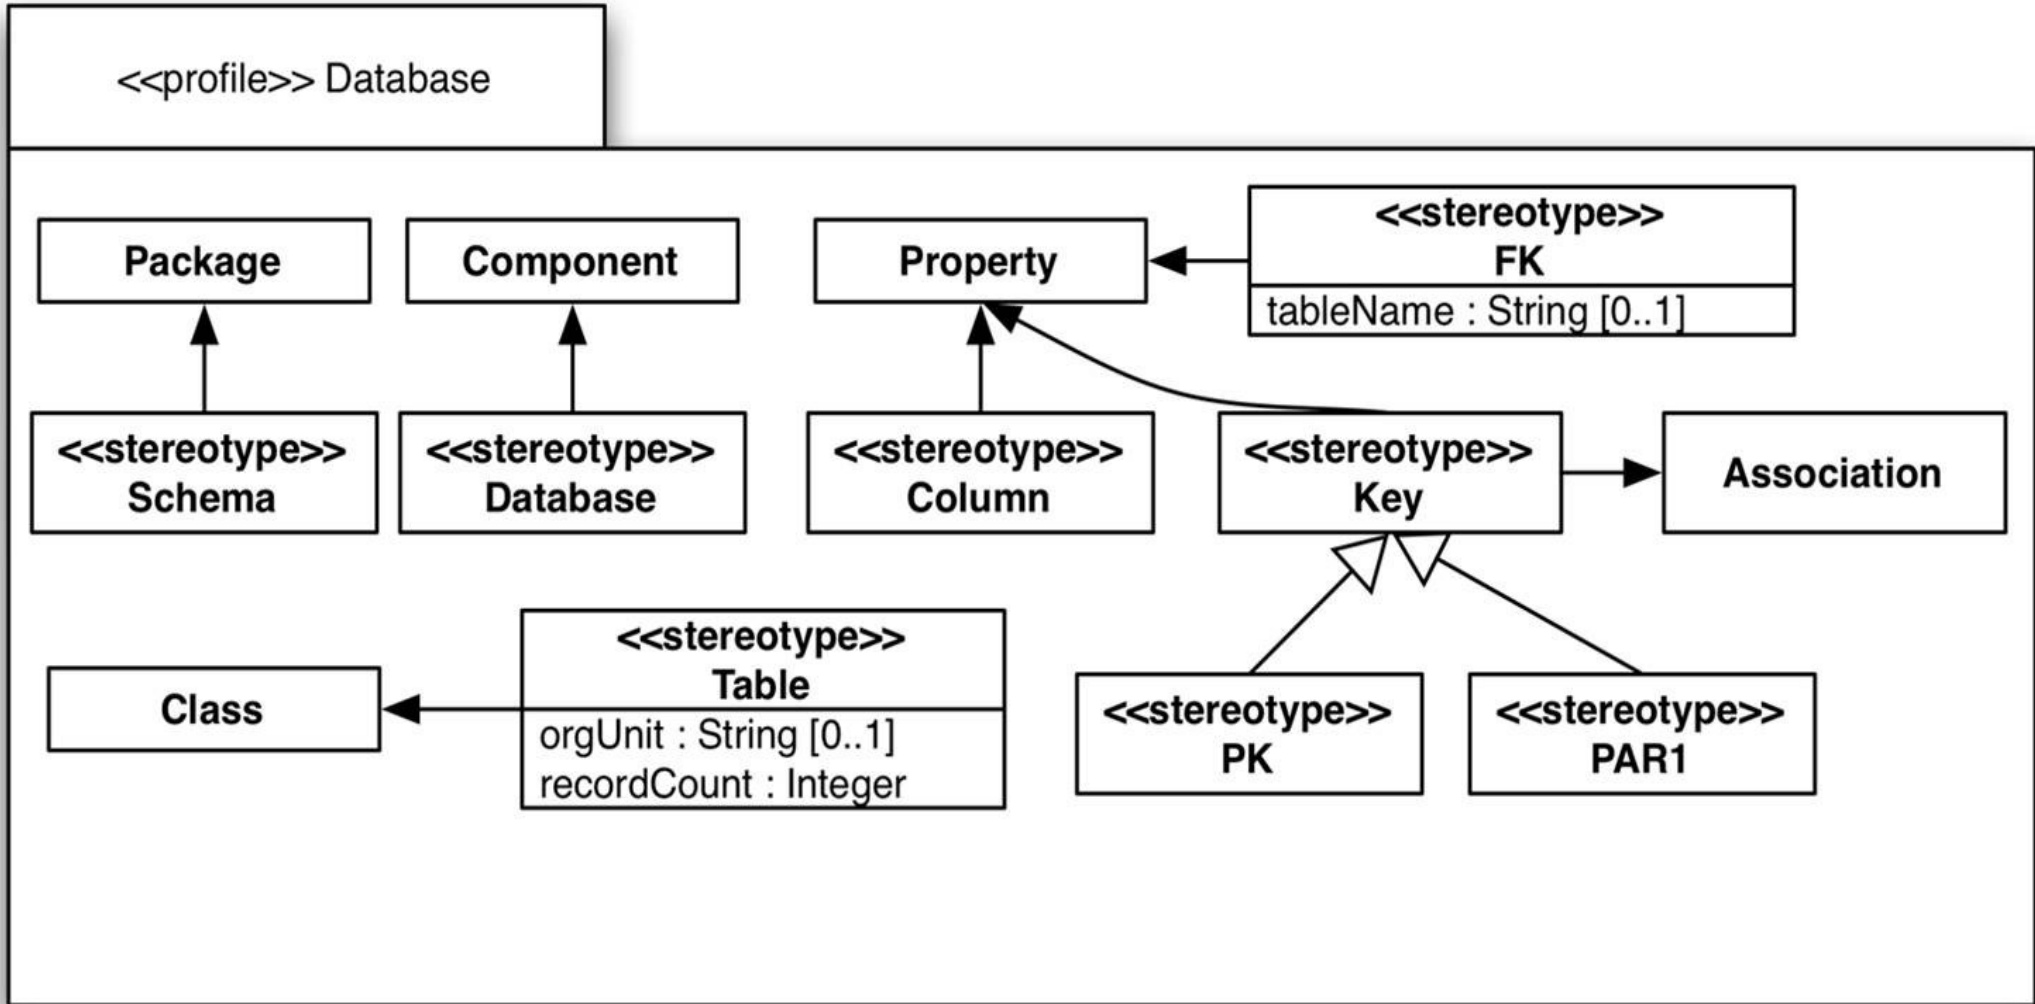 <<profile>> Database
Package
Component
Property
<<stereotype>>
FK
tableName : String [0..1]
<<stereotype>>
Schema
<<stereotype>>
Database
<<stereotype>>
Column
<<stereotype>>
Key
Association
Class
<<stereotype>>
Table
orgUnit : String [0..1]
recordCount : Integer
<<stereotype>>
PK
<<stereotype>>
PAR1